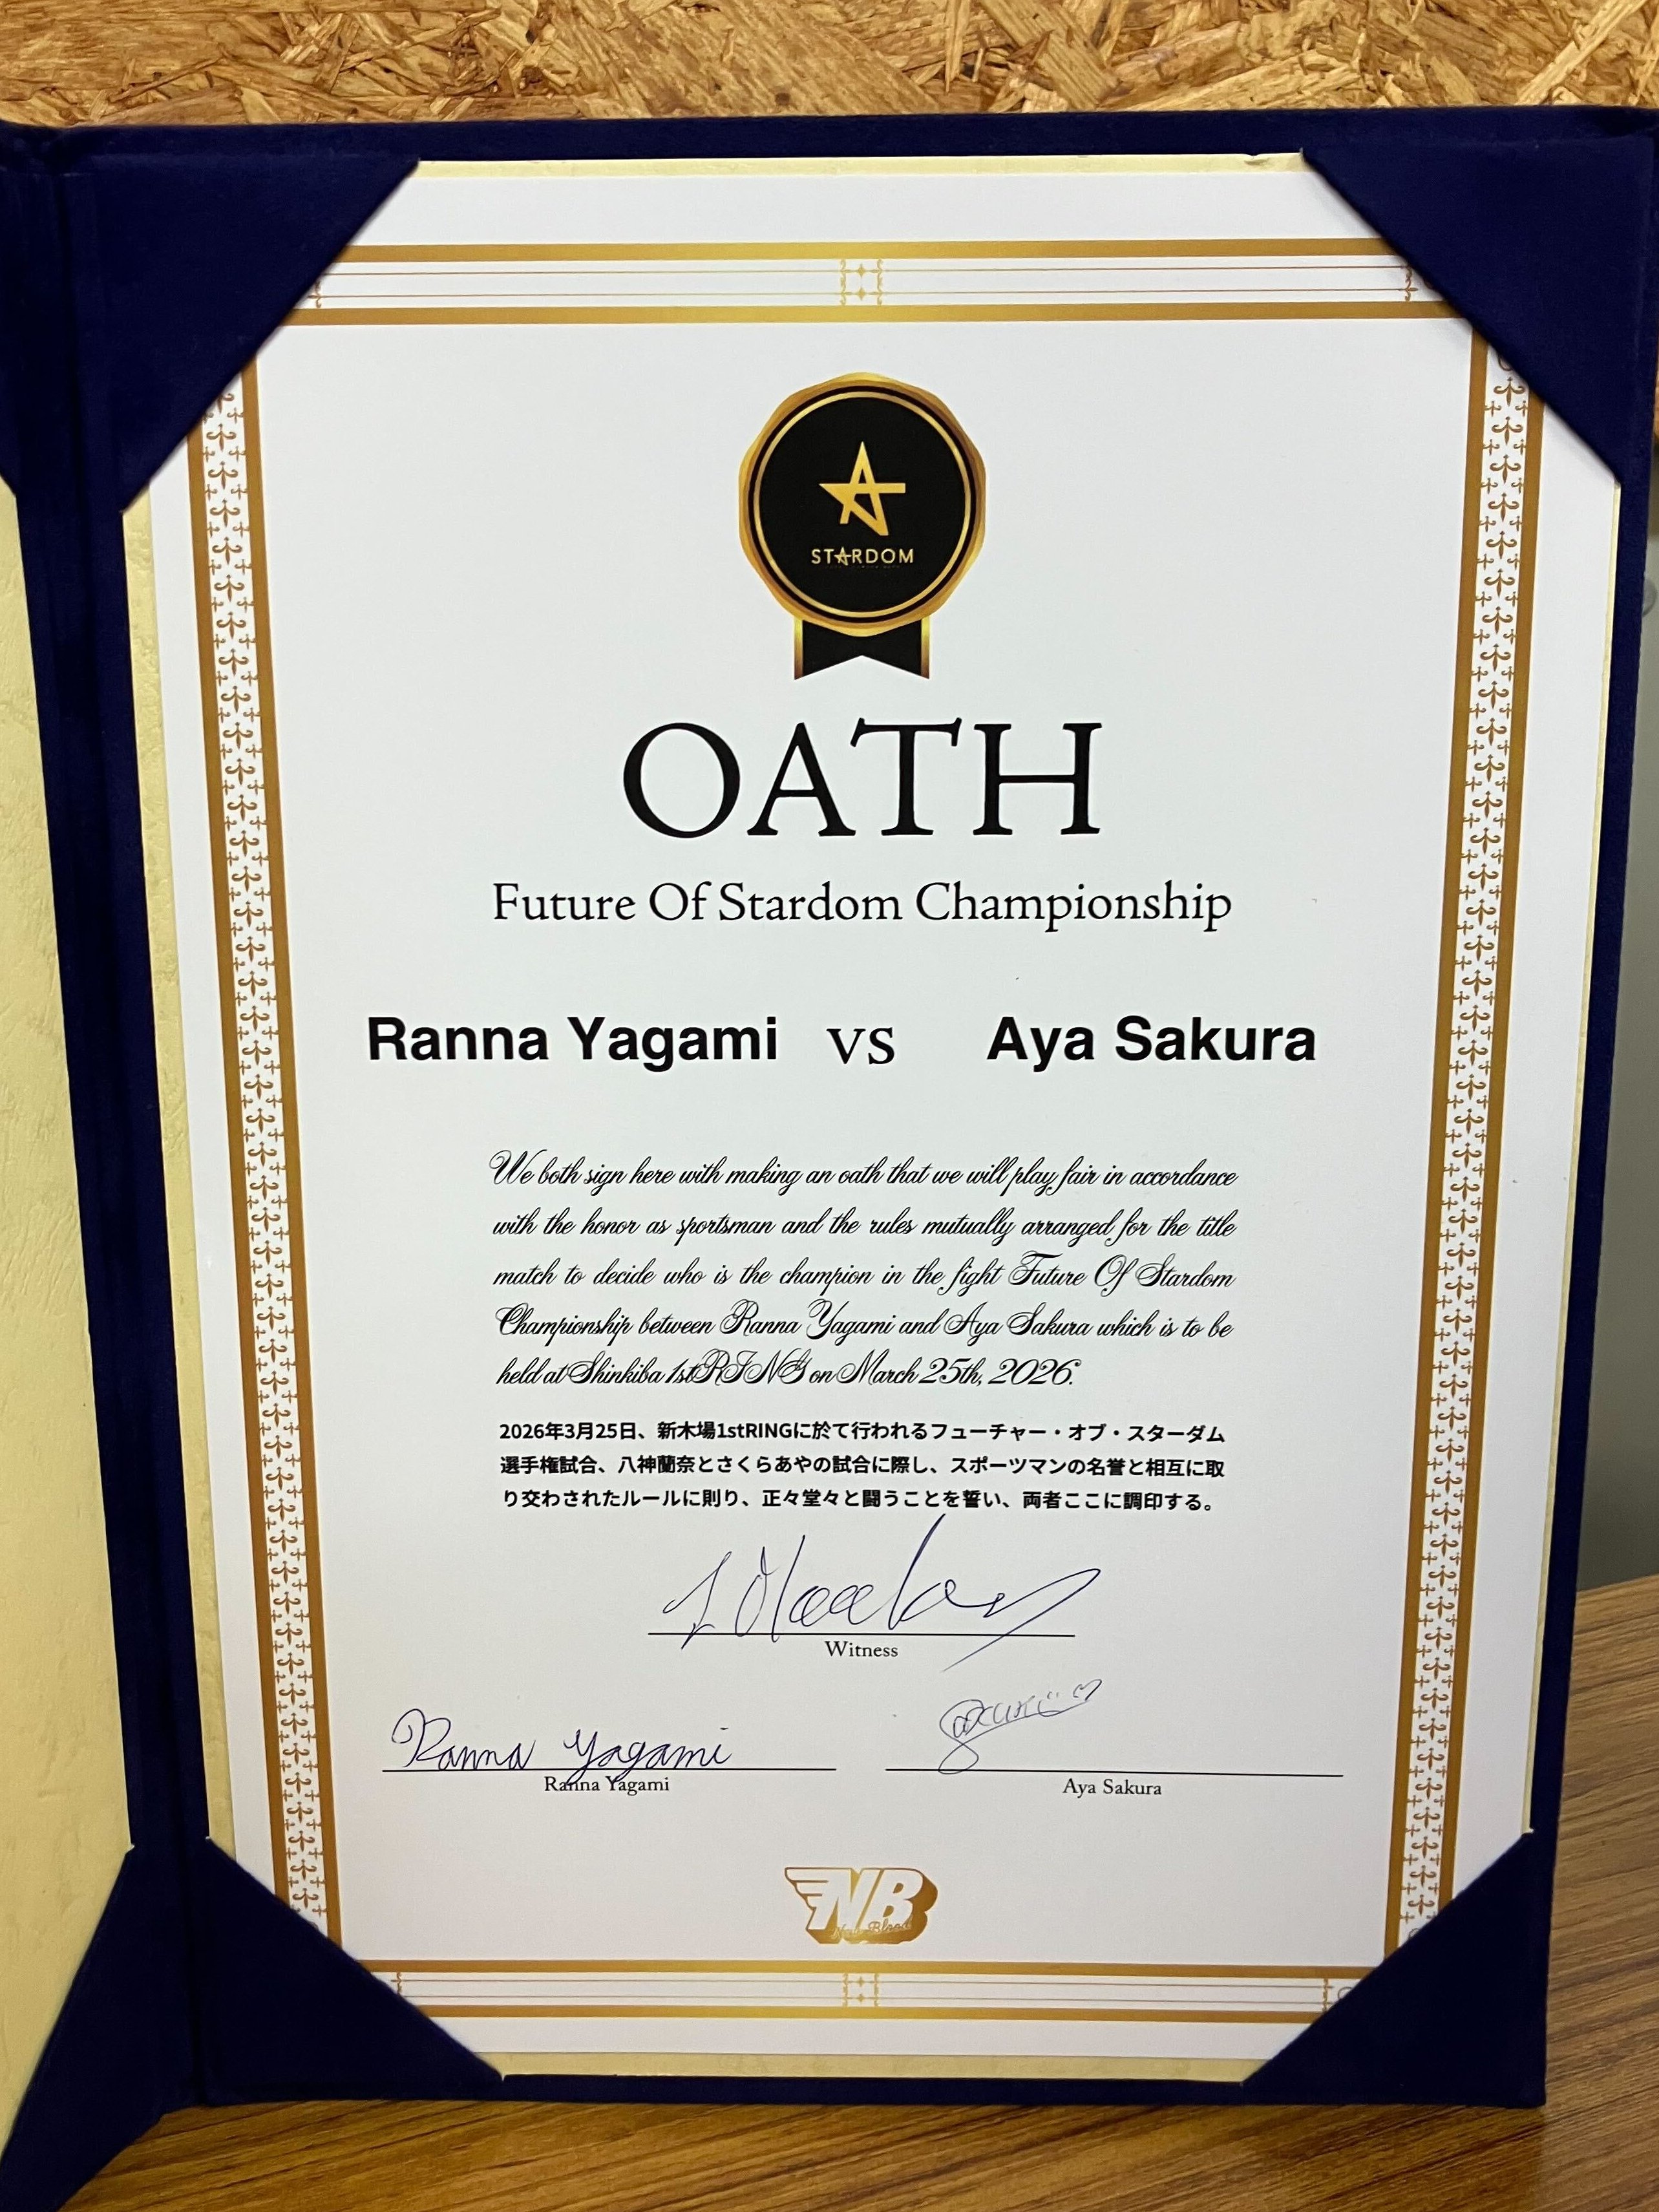 STARDOM
OATH
Future Of Stardom Championship
Ranna Yagami vs Aya Sakura
We both sign here with making an oath that we will play fair in accordance
with the honor as sportsman and the rules mutually arranged for the title
match to decide who is the champion in the fight Future Of Stardom
Championship between Ranna Yagami and Aya Sakura which is to be
held at Shinkiba 1stRING on March 25th, 2026.
2026年3月25日、新木場1stRINGに於て行われるフューチャー・オブ・スターダム
選手権試合、八神蘭奈とさくらあやの試合に際し、スポーツマンの名誉と相互に取
り交わされたルールに則り、正々堂々と闘うことを誓い、両者ここに調印する。
Witness
Ranna Yagami
Ranna Yagami
Aya Sakura
NB
New Blood